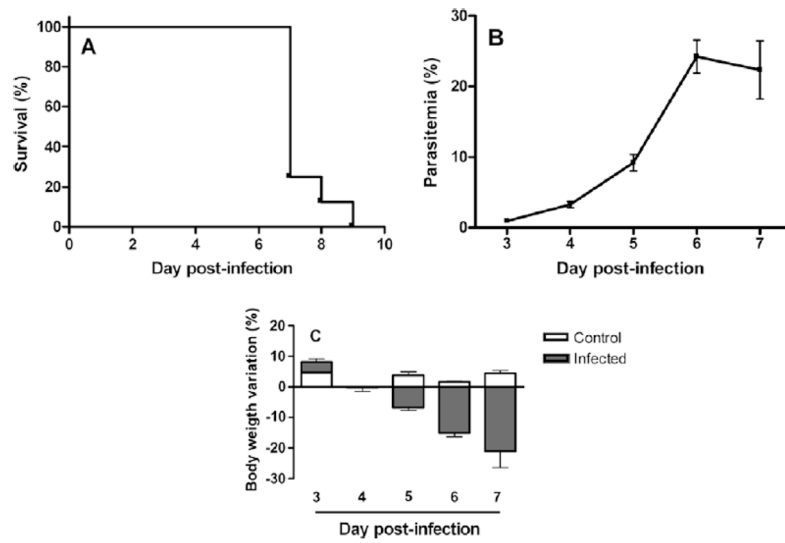 A
Survival (%)
100
80
60
40
20
0
0 2 4 6 8 10
Day post-infection
B
Parasitemia (%)
30
20
10
0
3 4 5 6 7
Day post-infection
C
Body weigth variation (%)
20
10
0
-10
-20
-30
3 4 5 6 7
Day post-infection
Control
Infected